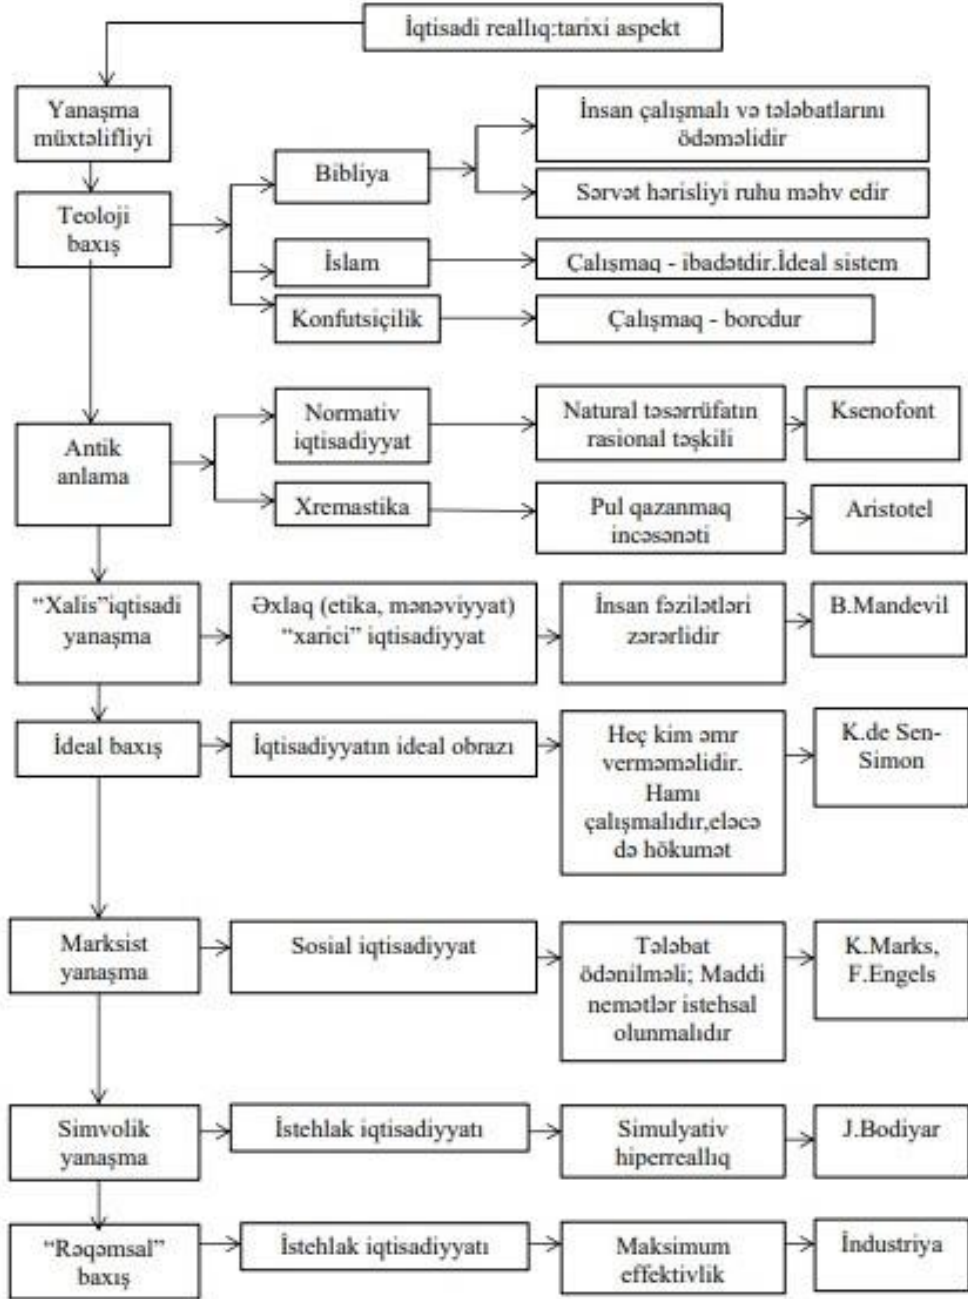 İqtisadi reallıq:tarixi aspekt
Yanaşma
müxtəlifliyi
Teoloji
baxış
Bibliya
İnsan çalışmalı və tələbatlarını
ödəməlidir
Sərvət hərisliyi ruhu məhv edir
İslam
Çalışmaq - ibadətdir.İdeal sistem
Konfutsiçilik
Çalışmaq - borcdur
Antik
anlama
Normativ
iqtisadiyyat
Natural təsərrüfatın
rasional təşkili
Ksenofont
Xremastika
Pul qazanmaq
incəsənəti
Aristotel
“Xalis”iqtisadi
yanaşma
Əxlaq (etika, mənəviyyat)
“xarici” iqtisadiyyat
İnsan fəzilətləri
zərərlidir
B.Mandevil
İdeal baxış
İqtisadiyyatın ideal obrazı
Heç kim əmr
verməməlidir.
Hamı
çalışmalıdır,eləcə
də hökumət
K.de Sen-
Simon
Marksist
yanaşma
Sosial iqtisadiyyat
Tələbat
ödənilməli; Maddi
nemətlər istehsal
olunmalıdır
K.Marks,
F.Engels
Simvolik
yanaşma
İstehlak iqtisadiyyatı
Simulyativ
hiperreallıq
J.Bodiyar
“Rəqəmsal”
baxış
İstehlak iqtisadiyyatı
Maksimum
effektivlik
İndustriya